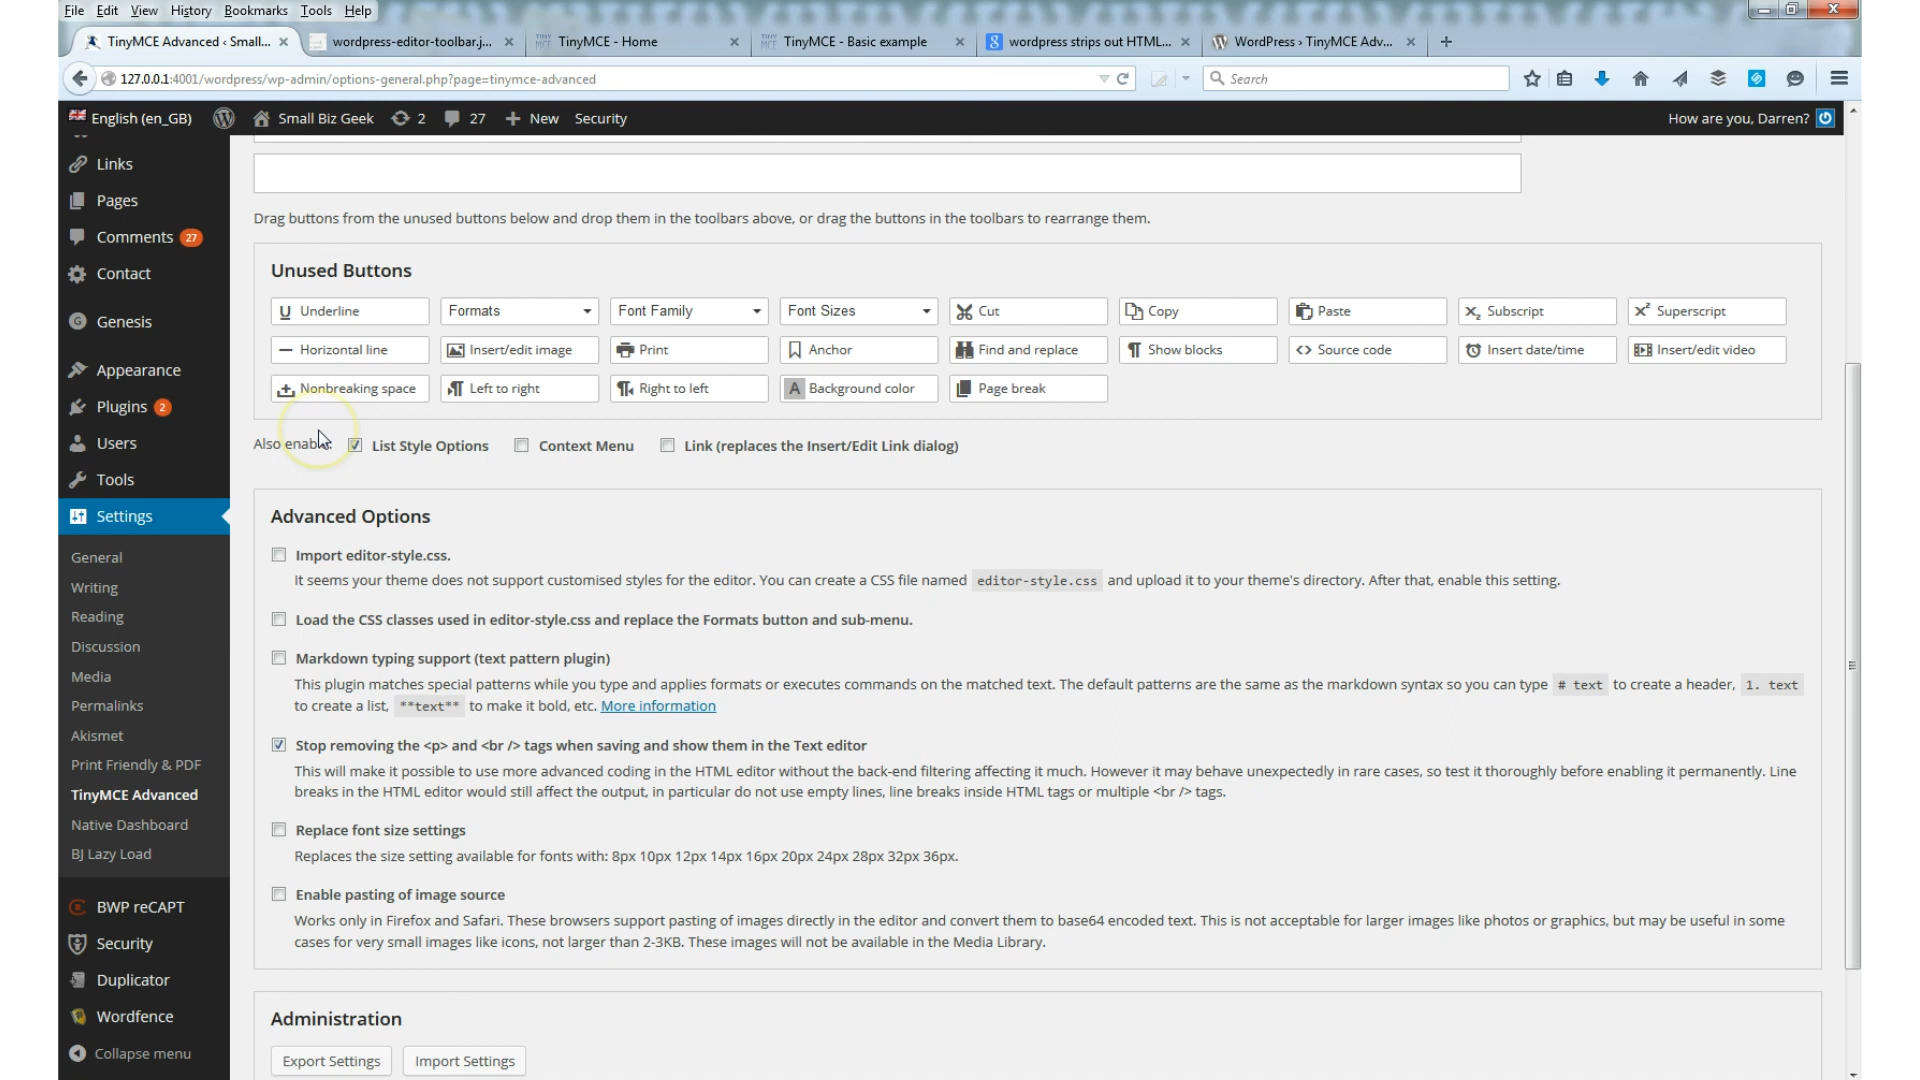 File Edit View History Bookmarks Tools Help
TinyMCE Advanced ‹ Small... wordpress-editor-toolbar.j... TinyMCE - Home TinyMCE - Basic example wordpress strips out HTML... WordPress › TinyMCE Adv...
127.0.0.1:4001/wordpress/wp-admin/options-general.php?page=tinymce-advanced Search
English (en_GB) Small Biz Geek 2 27 New Security How are you, Darren?
Links
Pages
Comments 27
Contact
Genesis
Appearance
Plugins 2
Users
Tools
Settings
General
Writing
Reading
Discussion
Media
Permalinks
Akismet
Print Friendly & PDF
TinyMCE Advanced
Native Dashboard
BJ Lazy Load
BWP reCAPT
Security
Duplicator
Wordfence
Collapse menu
Drag buttons from the unused buttons below and drop them in the toolbars above, or drag the buttons in the toolbars to rearrange them.
Unused Buttons
Underline Formats Font Family Font Sizes Cut Copy Paste Subscript Superscript
Horizontal line Insert/edit image Print Anchor Find and replace Show blocks Source code Insert date/time Insert/edit video
Nonbreaking space Left to right Right to left Background color Page break
Also enable: List Style Options Context Menu Link (replaces the Insert/Edit Link dialog)
Advanced Options
Import editor-style.css.
It seems your theme does not support customised styles for the editor. You can create a CSS file named editor-style.css and upload it to your theme's directory. After that, enable this setting.
Load the CSS classes used in editor-style.css and replace the Formats button and sub-menu.
Markdown typing support (text pattern plugin)
This plugin matches special patterns while you type and applies formats or executes commands on the matched text. The default patterns are the same as the markdown syntax so you can type # text to create a header, 1. text
to create a list, **text** to make it bold, etc. More information
Stop removing the <p> and <br /> tags when saving and show them in the Text editor
This will make it possible to use more advanced coding in the HTML editor without the back-end filtering affecting it much. However it may behave unexpectedly in rare cases, so test it thoroughly before enabling it permanently. Line
breaks in the HTML editor would still affect the output, in particular do not use empty lines, line breaks inside HTML tags or multiple <br /> tags.
Replace font size settings
Replaces the size setting available for fonts with: 8px 10px 12px 14px 16px 20px 24px 28px 32px 36px.
Enable pasting of image source
Works only in Firefox and Safari. These browsers support pasting of images directly in the editor and convert them to base64 encoded text. This is not acceptable for larger images like photos or graphics, but may be useful in some
cases for very small images like icons, not larger than 2-3KB. These images will not be available in the Media Library.
Administration
Export Settings Import Settings